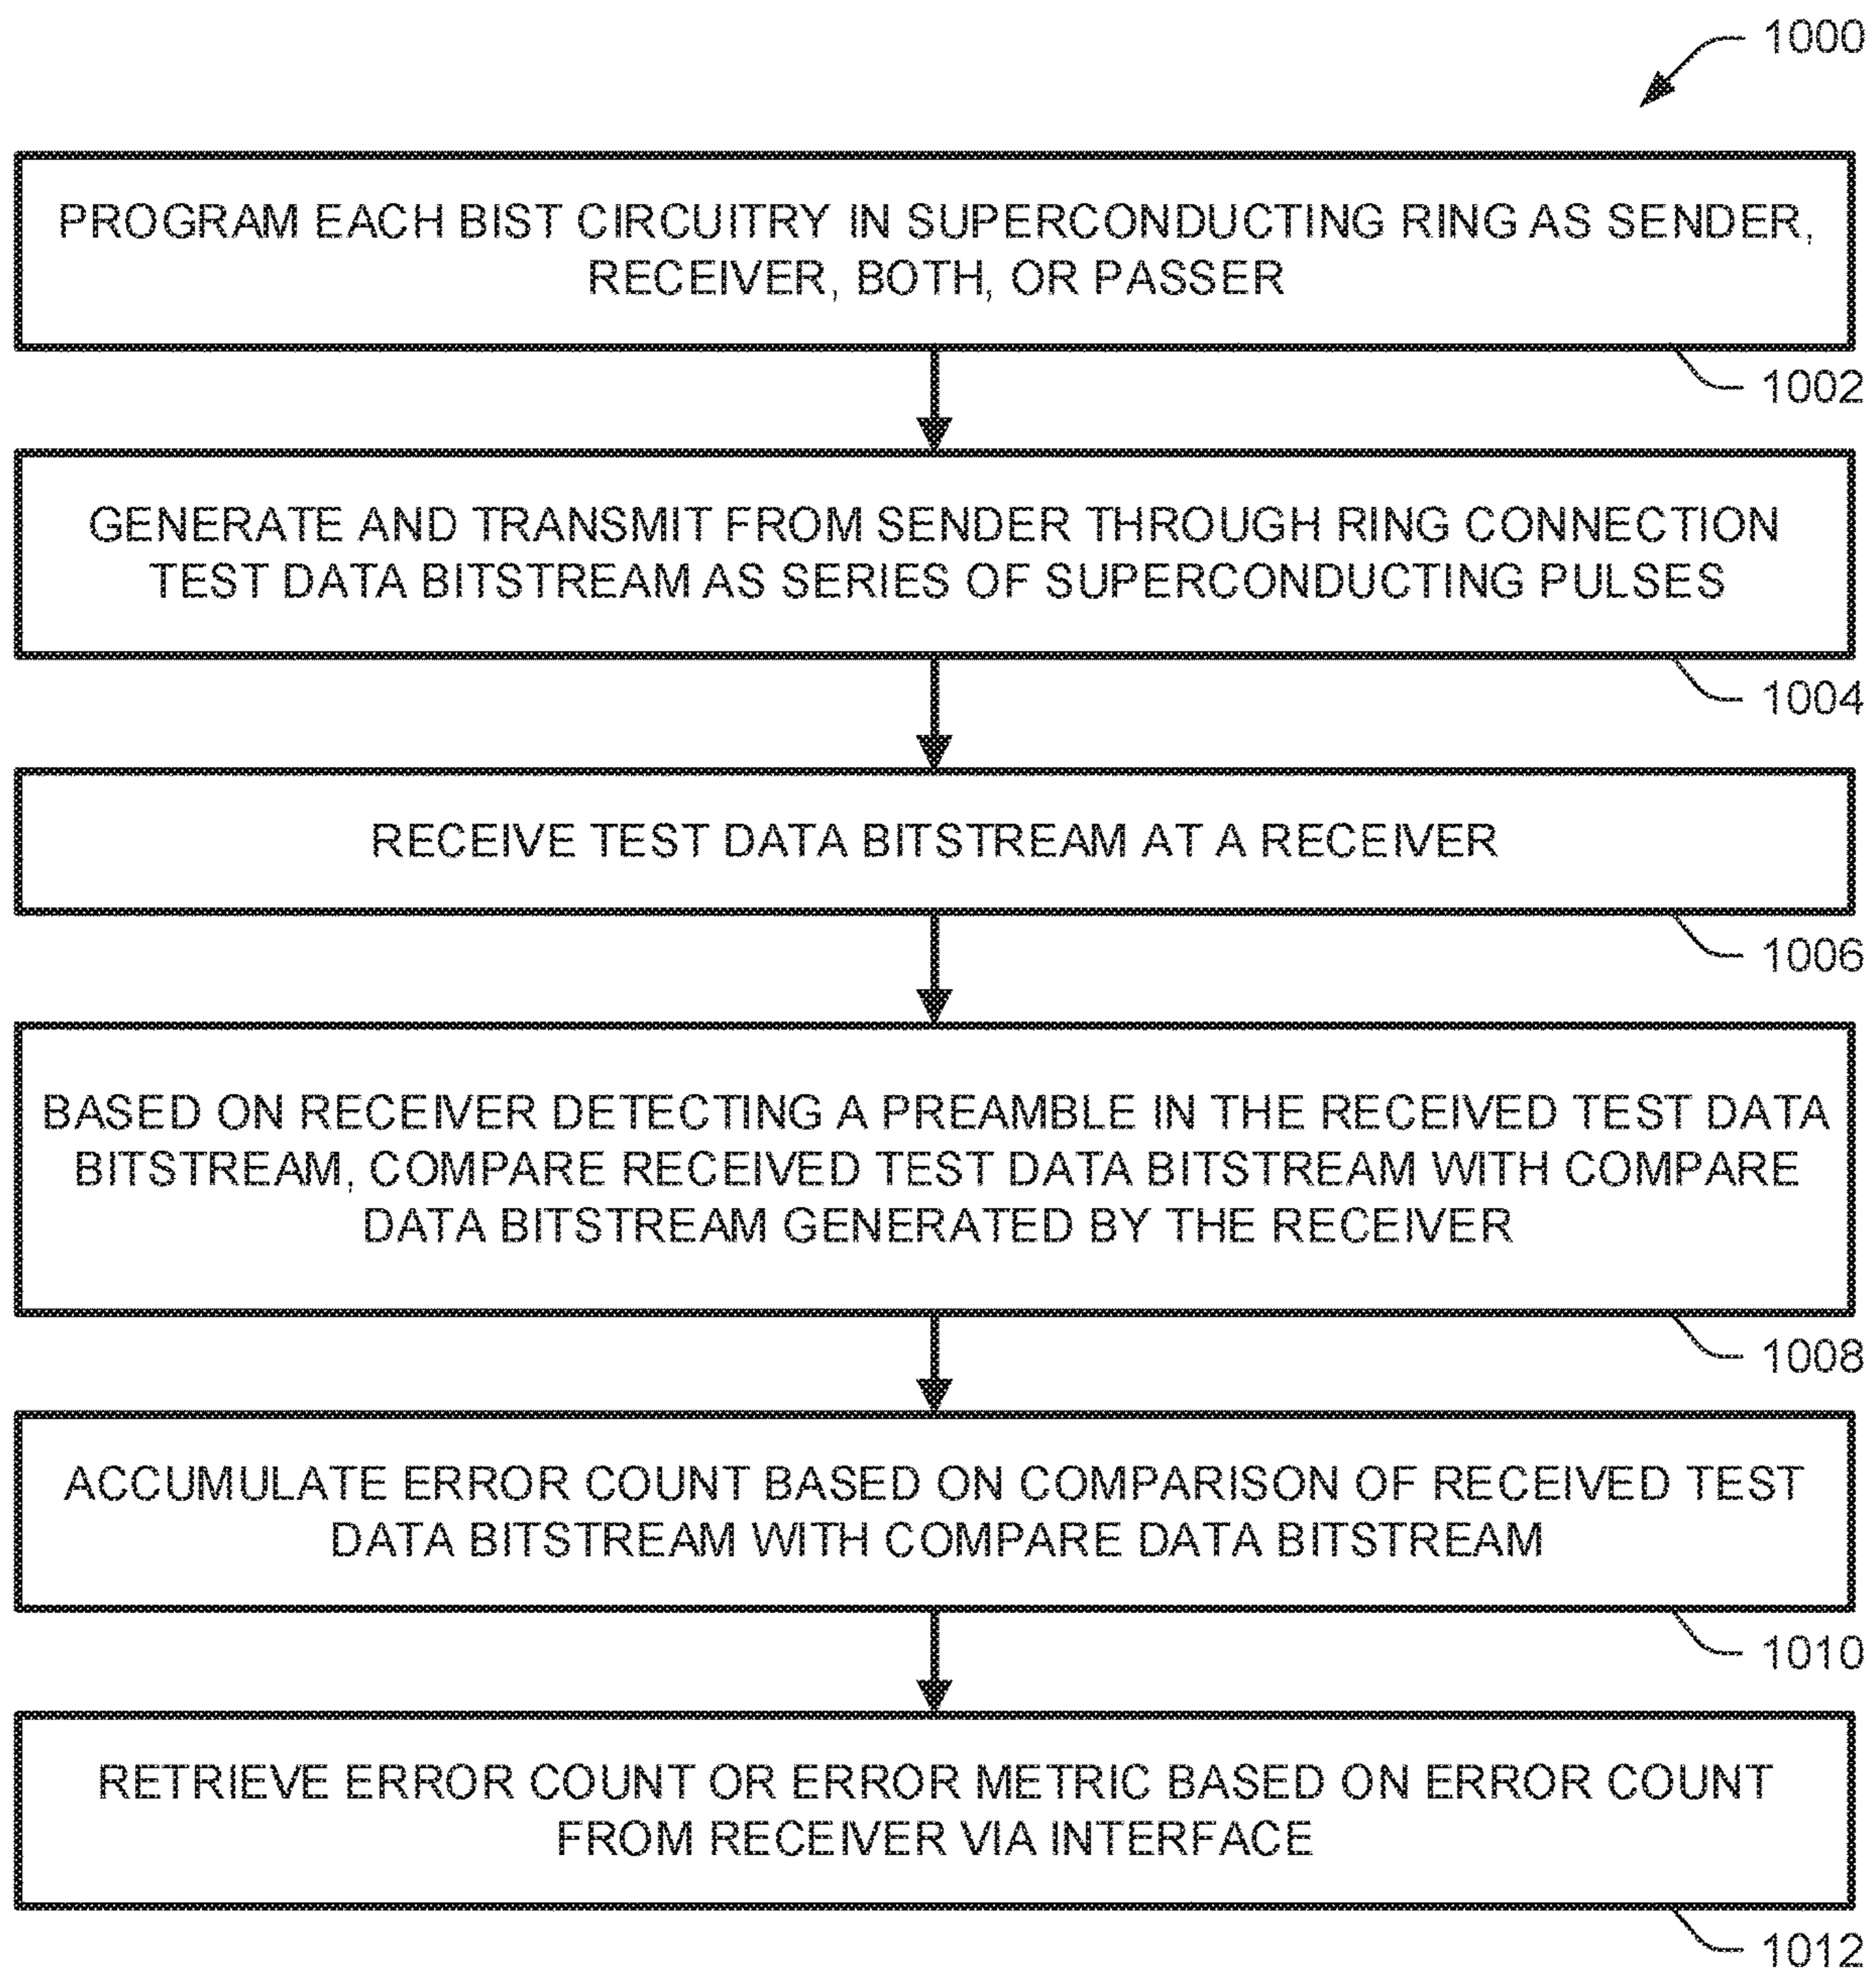 1000
PROGRAM EACH BIST CIRCUITRY IN SUPERCONDUCTING RING AS SENDER,
RECEIVER, BOTH, OR PASSER
1002
GENERATE AND TRANSMIT FROM SENDER THROUGH RING CONNECTION
TEST DATA BITSTREAM AS SERIES OF SUPERCONDUCTING PULSES
1004
RECEIVE TEST DATA BITSTREAM AT A RECEIVER
1006
BASED ON RECEIVER DETECTING A PREAMBLE IN THE RECEIVED TEST DATA
BITSTREAM, COMPARE RECEIVED TEST DATA BITSTREAM WITH COMPARE
DATA BITSTREAM GENERATED BY THE RECEIVER
1008
ACCUMULATE ERROR COUNT BASED ON COMPARISON OF RECEIVED TEST
DATA BITSTREAM WITH COMPARE DATA BITSTREAM
1010
RETRIEVE ERROR COUNT OR ERROR METRIC BASED ON ERROR COUNT
FROM RECEIVER VIA INTERFACE
1012